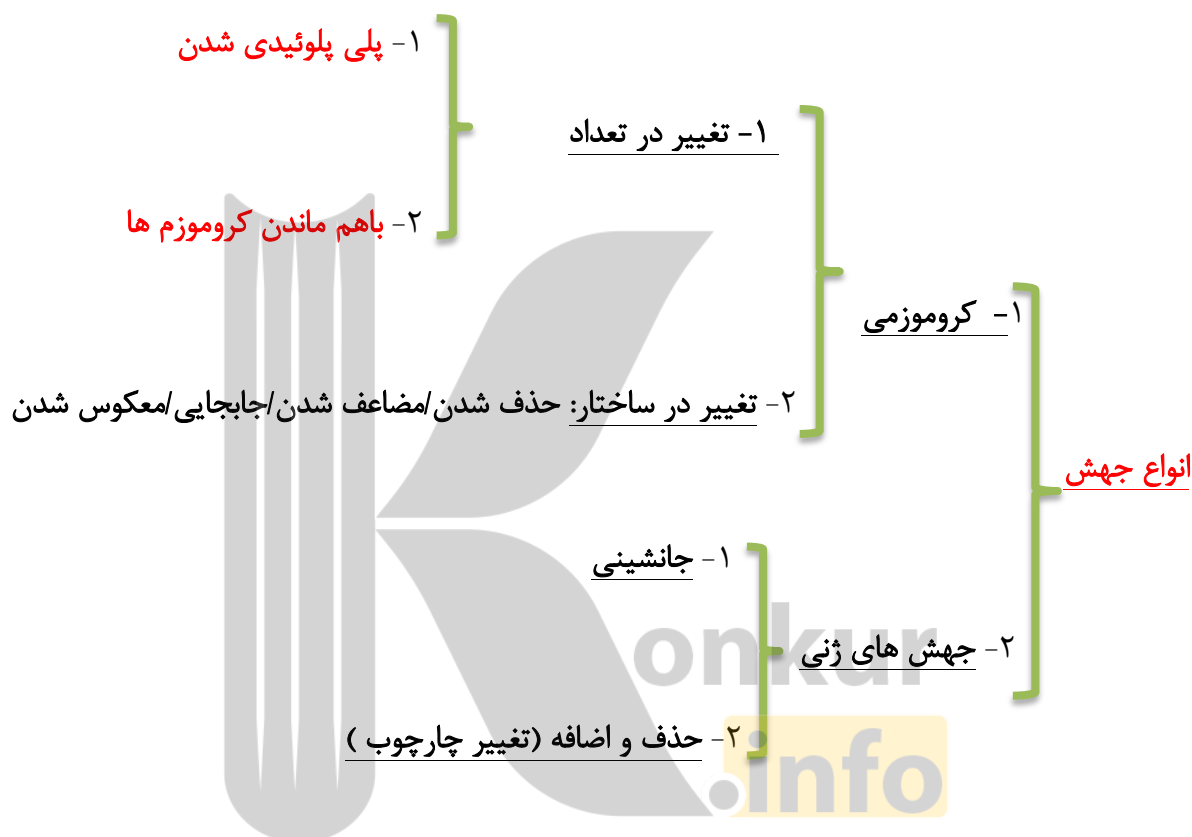 ۱- پلی پلوئیدی شدن
۱- تغییر در تعداد
۲- باهم ماندن کروموزم ها
۱- کروموزمی
۲- تغییر در ساختار: حذف شدن/مضاعف شدن/جابجایی/معکوس شدن
انواع جهش
۱- جانشینی
۲- جهش های ژنی
۲- حذف و اضافه (تغییر چارچوب )
Konkur
.info